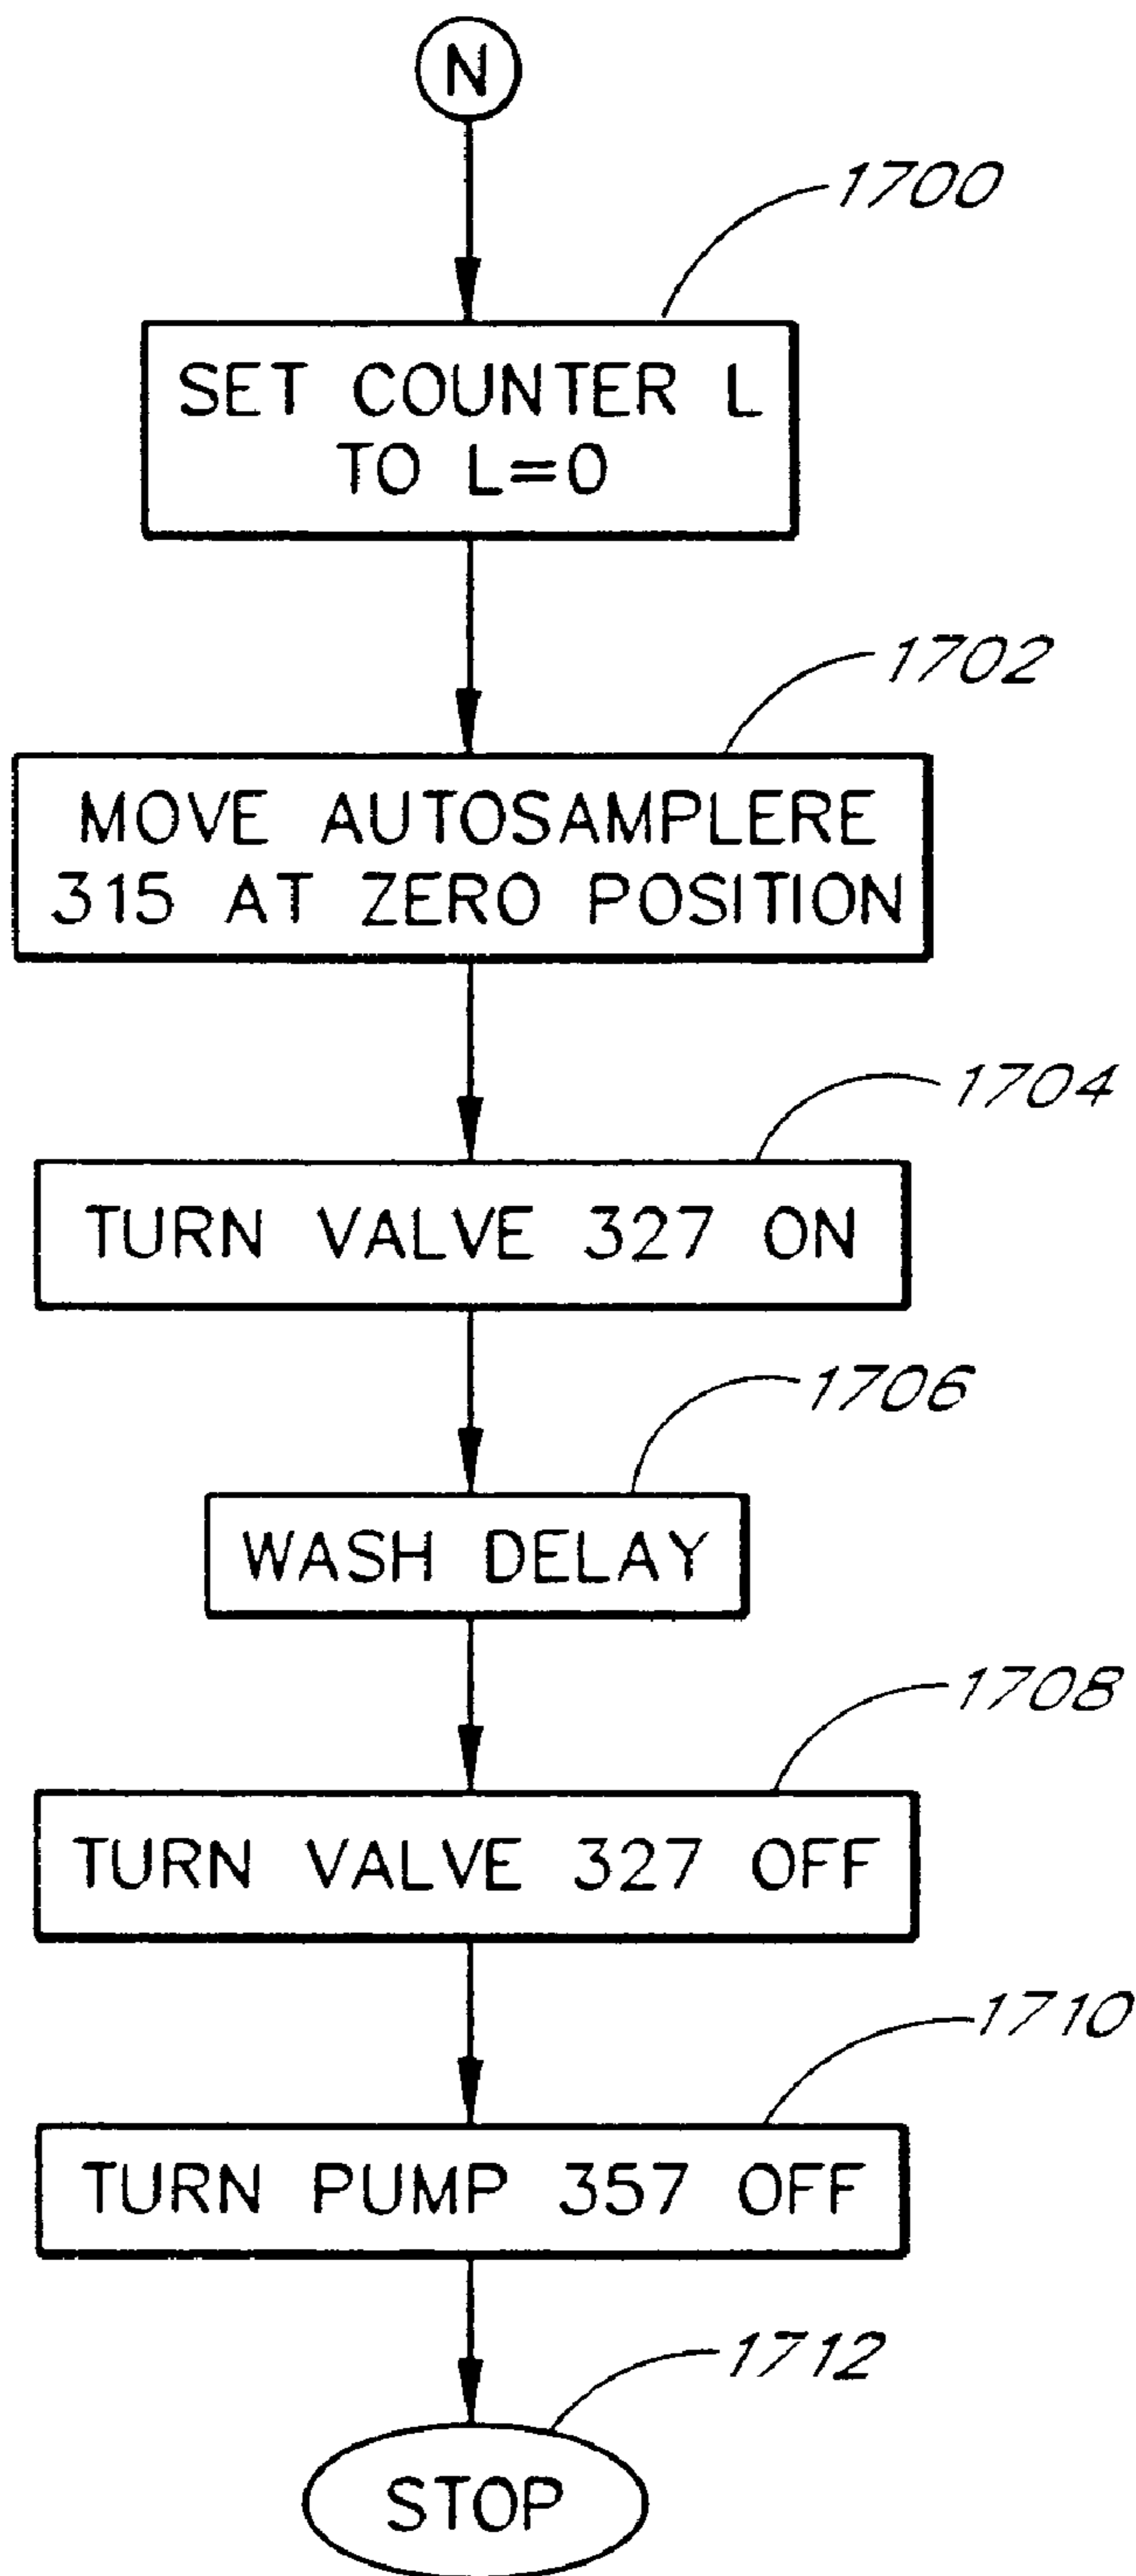 N
1700
SET COUNTER L
TO L=0
1702
MOVE AUTOSAMPLERE
315 AT ZERO POSITION
1704
TURN VALVE 327 ON
1706
WASH DELAY
1708
TURN VALVE 327 OFF
1710
TURN PUMP 357 OFF
1712
STOP